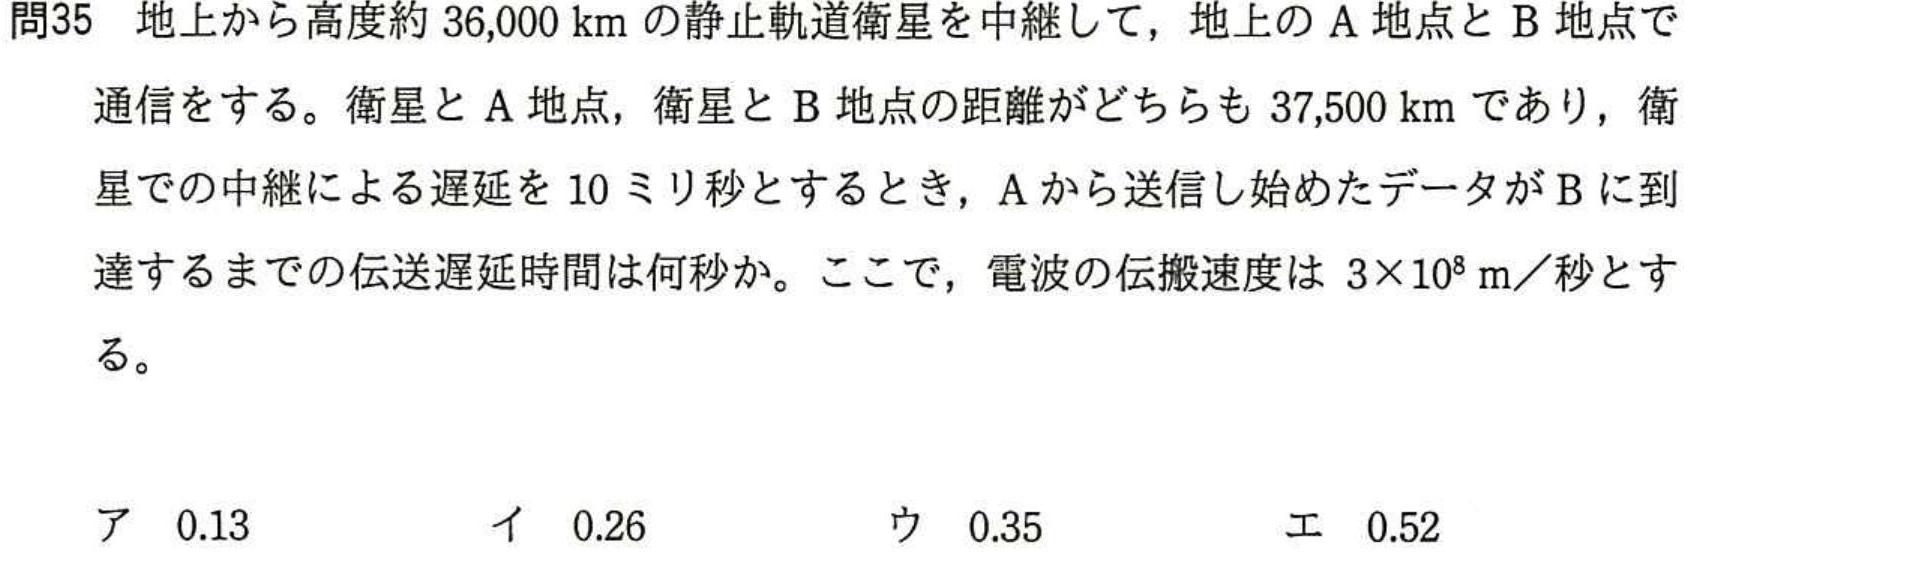 問35 地上から高度約 36,000 km の静止軌道衛星を中継して，地上の A 地点と B 地点で
通信をする。衛星と A 地点，衛星と B 地点の距離がどちらも 37,500 km であり，衛
星での中継による遅延を 10 ミリ秒とするとき，A から送信し始めたデータが B に到
達するまでの伝送遅延時間は何秒か。ここで，電波の伝搬速度は 3×10⁸ m／秒とす
る。
ア 0.13 イ 0.26 ウ 0.35 エ 0.52